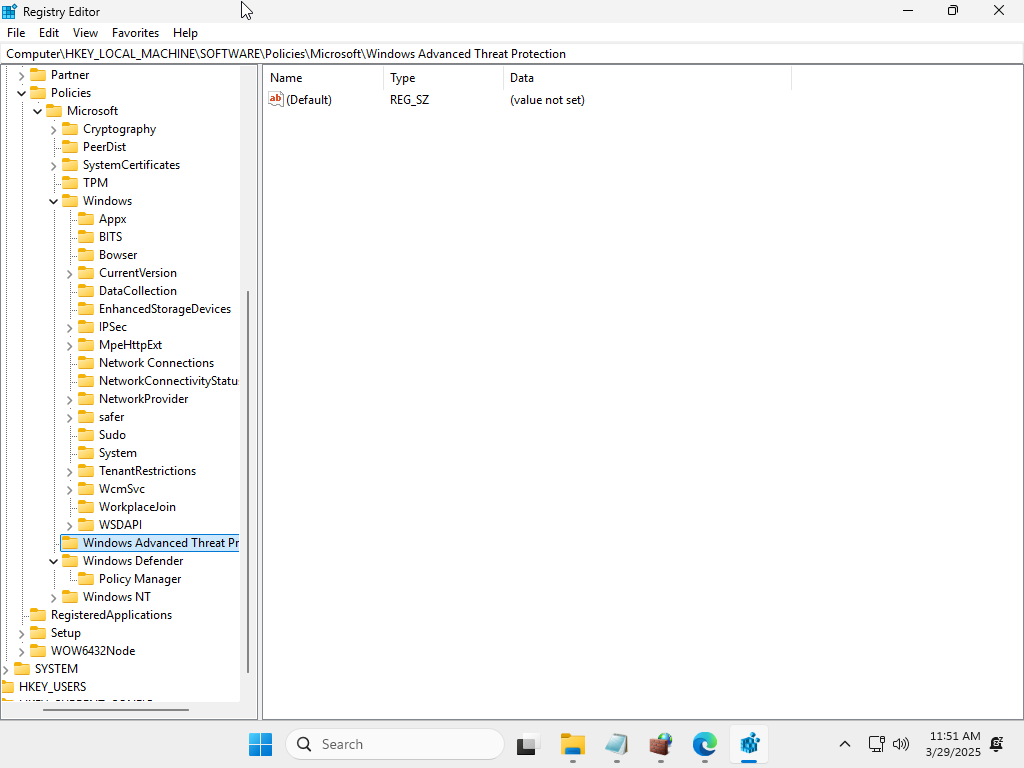 Registry Editor
File Edit View Favorites Help
Computer\HKEY_LOCAL_MACHINE\SOFTWARE\Policies\Microsoft\Windows Advanced Threat Protection
Name Type Data
ab (Default) REG_SZ (value not set)
Partner
Policies
Microsoft
Cryptography
PeerDist
SystemCertificates
TPM
Windows
Appx
BITS
Bowser
CurrentVersion
DataCollection
EnhancedStorageDevices
IPSec
MpeHttpExt
Network Connections
NetworkConnectivityStatus
NetworkProvider
safer
Sudo
System
TenantRestrictions
WcmSvc
WorkplaceJoin
WSDAPI
Windows Advanced Threat Pr
Windows Defender
Policy Manager
Windows NT
RegisteredApplications
Setup
WOW6432Node
SYSTEM
HKEY_USERS
Search
11:51 AM
3/29/2025